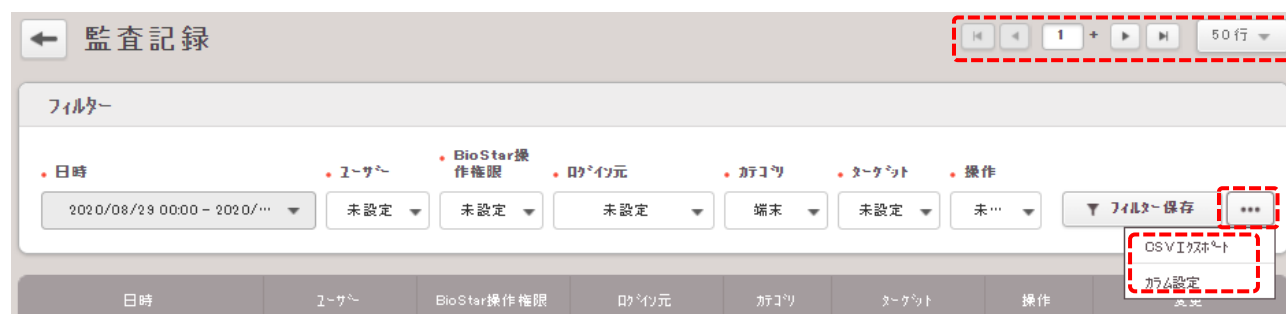 監査記録
1 +
50行
フィルター
日時
ユーザー
BioStar操
作権限
ログイン元
カテゴリ
ターゲット
操作
2020/08/29 00:00 - 2020/…
未設定
未設定
未設定
端末
未設定
未…
フィルター保存
…
CSVエクスポート
カラム設定
日時
ユーザー
BioStar操作権限
ログイン元
カテゴリ
ターゲット
操作
変更